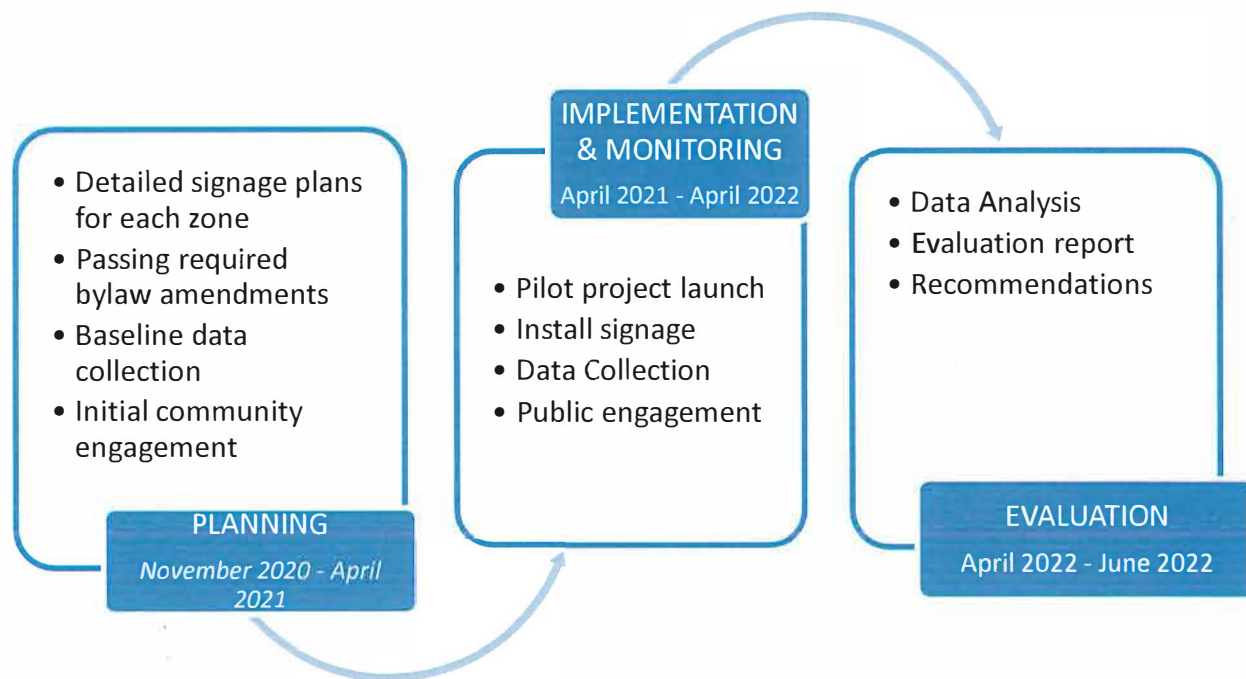 • Detailed signage plans
for each zone
• Passing required
bylaw amendments
• Baseline data
collection
• Initial community
engagement
PLANNING
November 2020 - April
2021
IMPLEMENTATION
& MONITORING
April 2021 - April 2022
• Pilot project launch
• Install signage
• Data Collection
• Public engagement
• Data Analysis
• Evaluation report
• Recommendations
EVALUATION
April 2022 - June 2022